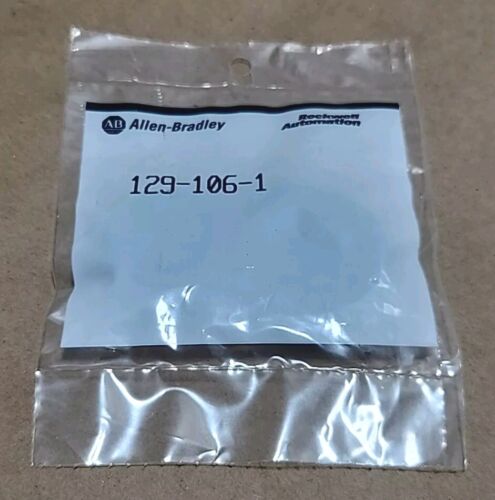 AB Allen-Bradley
Rockwell
Automation
129-106-1